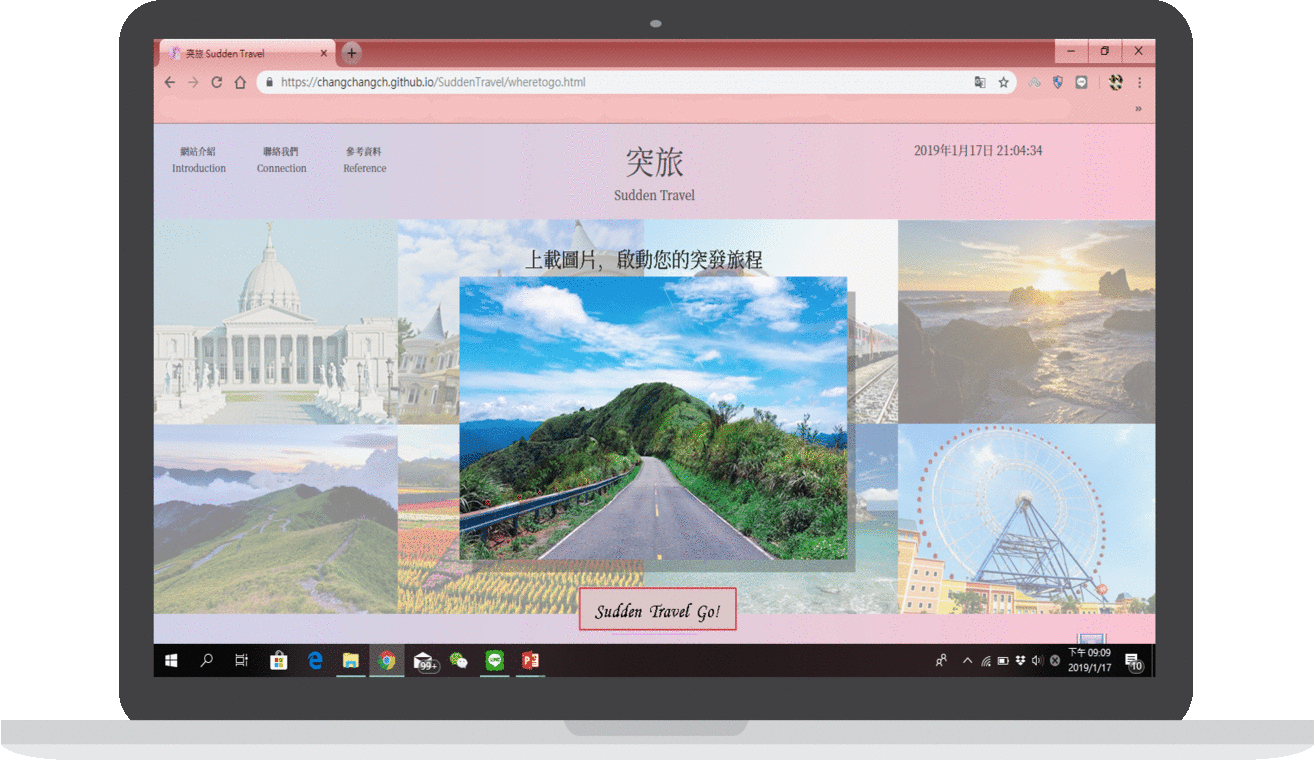 突旅 Sudden Travel
https://changchangch.github.io/SuddenTravel/wheretogo.html
網站介紹
Introduction
聯絡我們
Connection
參考資料
Reference
突旅
Sudden Travel
2019年1月17日 21:04:34
上載圖片，啟動您的突發旅程
Sudden Travel Go!
99+
下午 09:09
2019/1/17
10